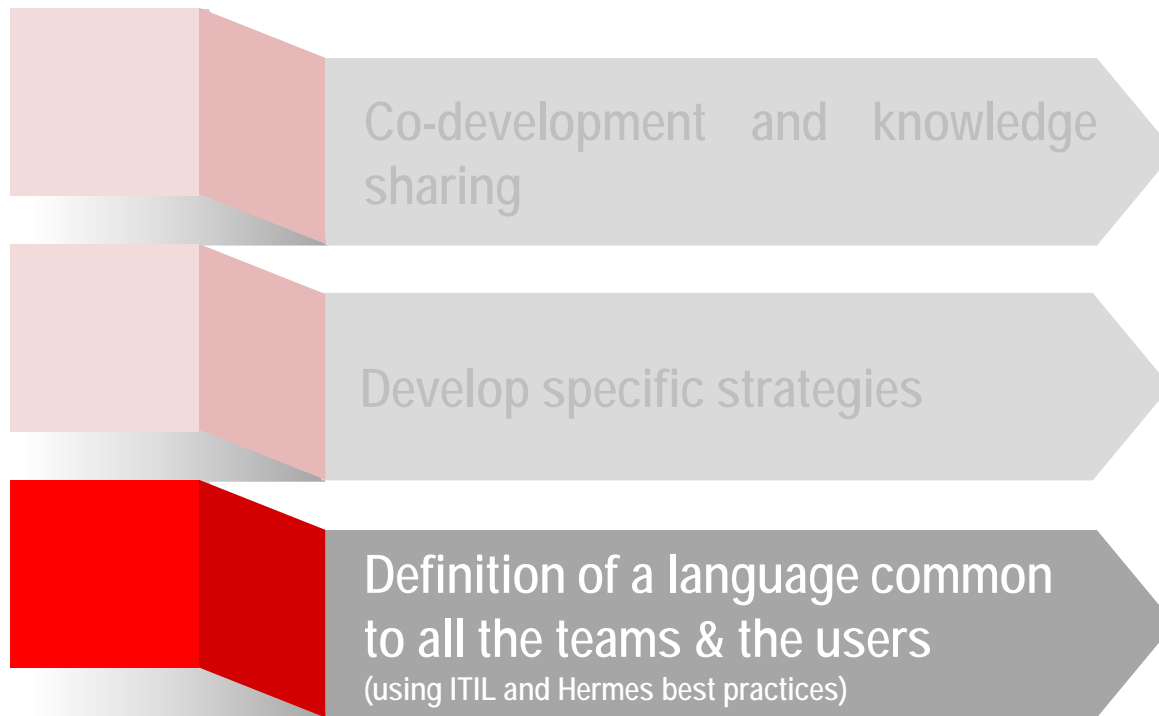 Co-development and knowledge
sharing
Develop specific strategies
Definition of a language common
to all the teams & the users
(using ITIL and Hermes best practices)